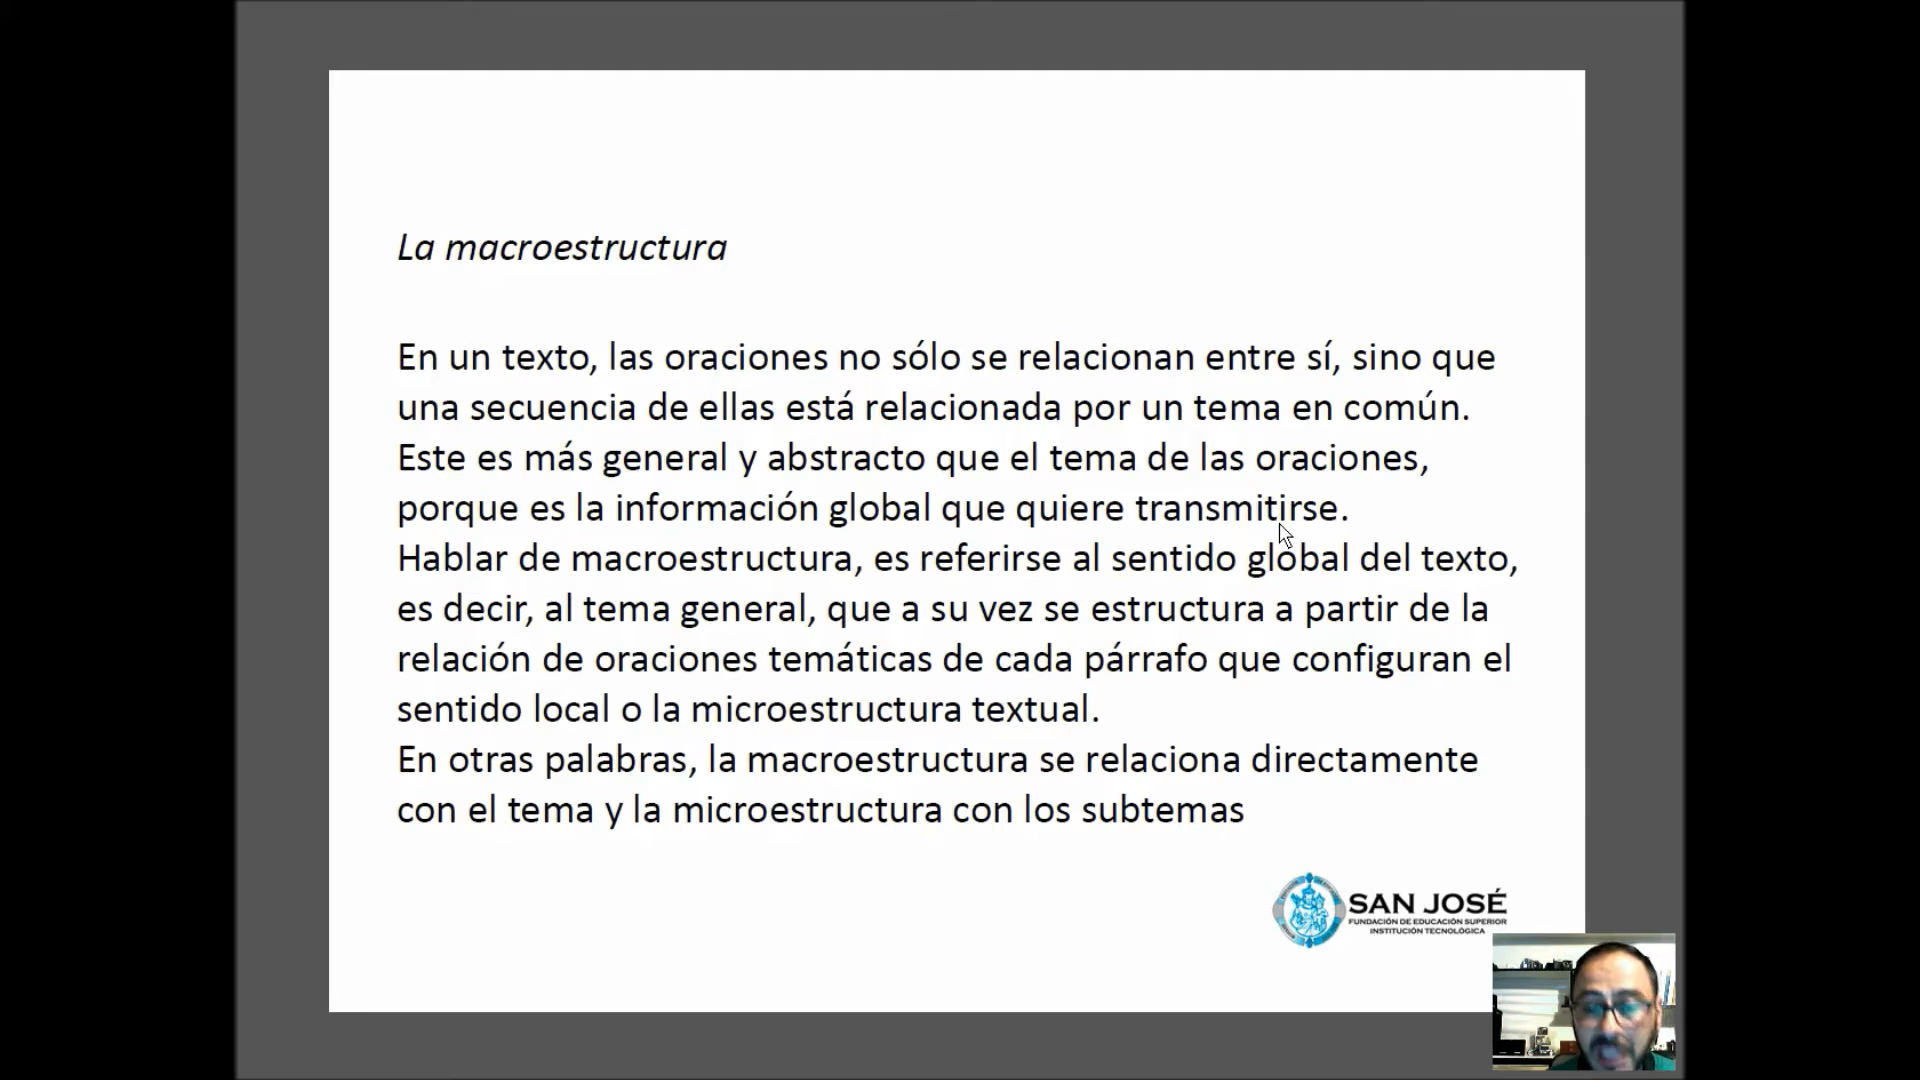 La macroestructura
En un texto, las oraciones no sólo se relacionan entre sí, sino que
una secuencia de ellas está relacionada por un tema en común.
Este es más general y abstracto que el tema de las oraciones,
porque es la información global que quiere transmitirse.
Hablar de macroestructura, es referirse al sentido global del texto,
es decir, al tema general, que a su vez se estructura a partir de la
relación de oraciones temáticas de cada párrafo que configuran el
sentido local o la microestructura textual.
En otras palabras, la macroestructura se relaciona directamente
con el tema y la microestructura con los subtemas
SAN JOSÉ
FUNDACIÓN DE EDUCACIÓN SUPERIOR
INSTITUCIÓN TECNOLÓGICA